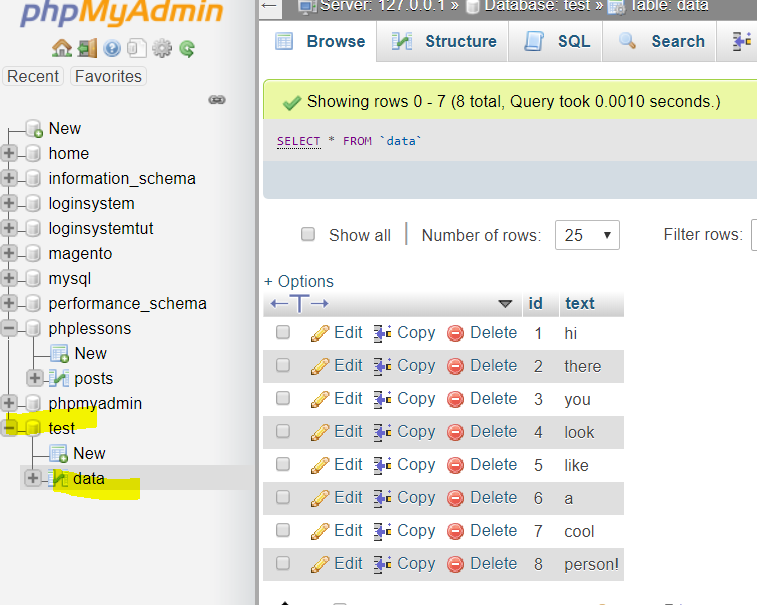 phpMyAdmin
Server: 127.0.0.1 » Database: test » Table: data
Recent Favorites
Browse Structure SQL Search
New
home
information_schema
loginsystem
loginsystemtut
magento
mysql
performance_schema
phplessons
New
posts
phpmyadmin
test
New
data
Showing rows 0 - 7 (8 total, Query took 0.0010 seconds.)
SELECT * FROM `data`
Show all | Number of rows: 25 Filter rows:
+ Options
←T→ id text
Edit Copy Delete 1 hi
Edit Copy Delete 2 there
Edit Copy Delete 3 you
Edit Copy Delete 4 look
Edit Copy Delete 5 like
Edit Copy Delete 6 a
Edit Copy Delete 7 cool
Edit Copy Delete 8 person!